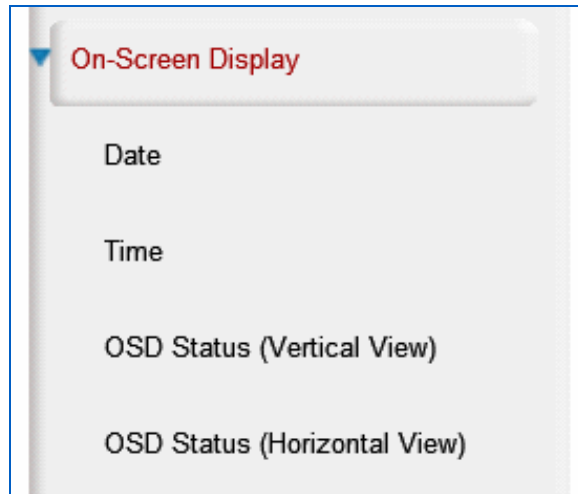 On-Screen Display
Date
Time
OSD Status (Vertical View)
OSD Status (Horizontal View)